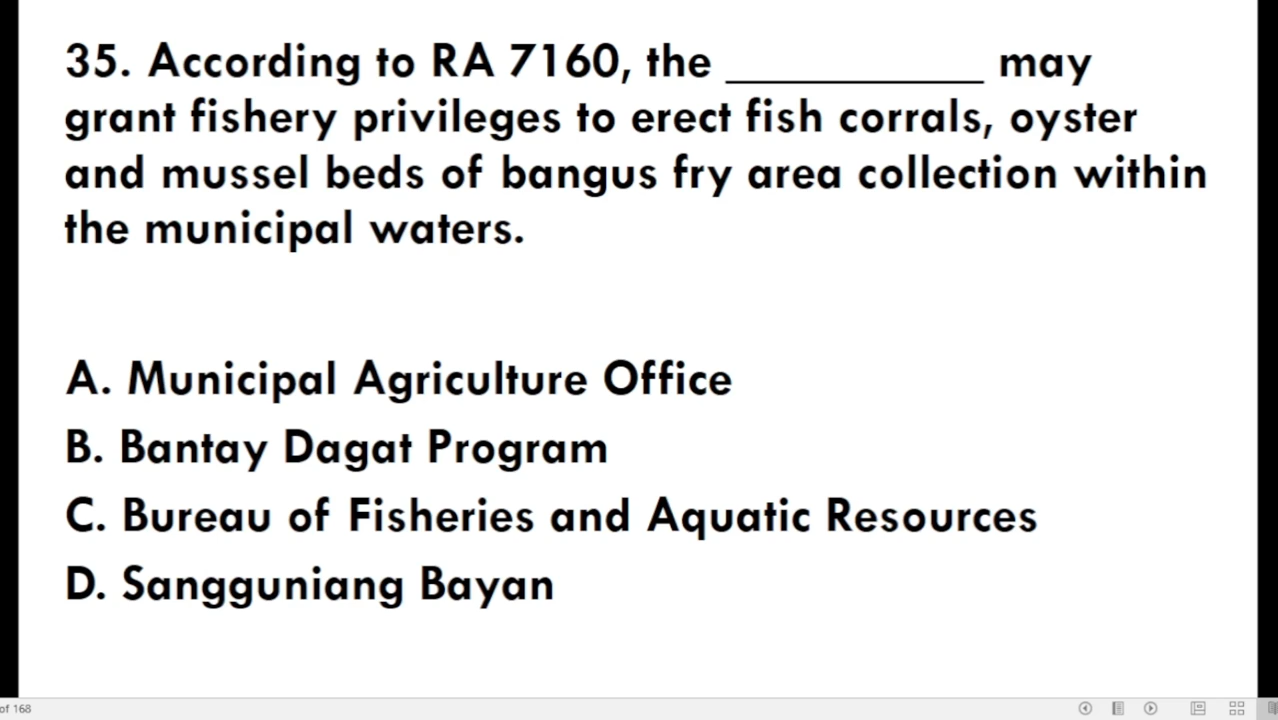 35. According to RA 7160, the ____________ may
grant fishery privileges to erect fish corrals, oyster
and mussel beds of bangus fry area collection within
the municipal waters.
A. Municipal Agriculture Office
B. Bantay Dagat Program
C. Bureau of Fisheries and Aquatic Resources
D. Sangguniang Bayan
of 168